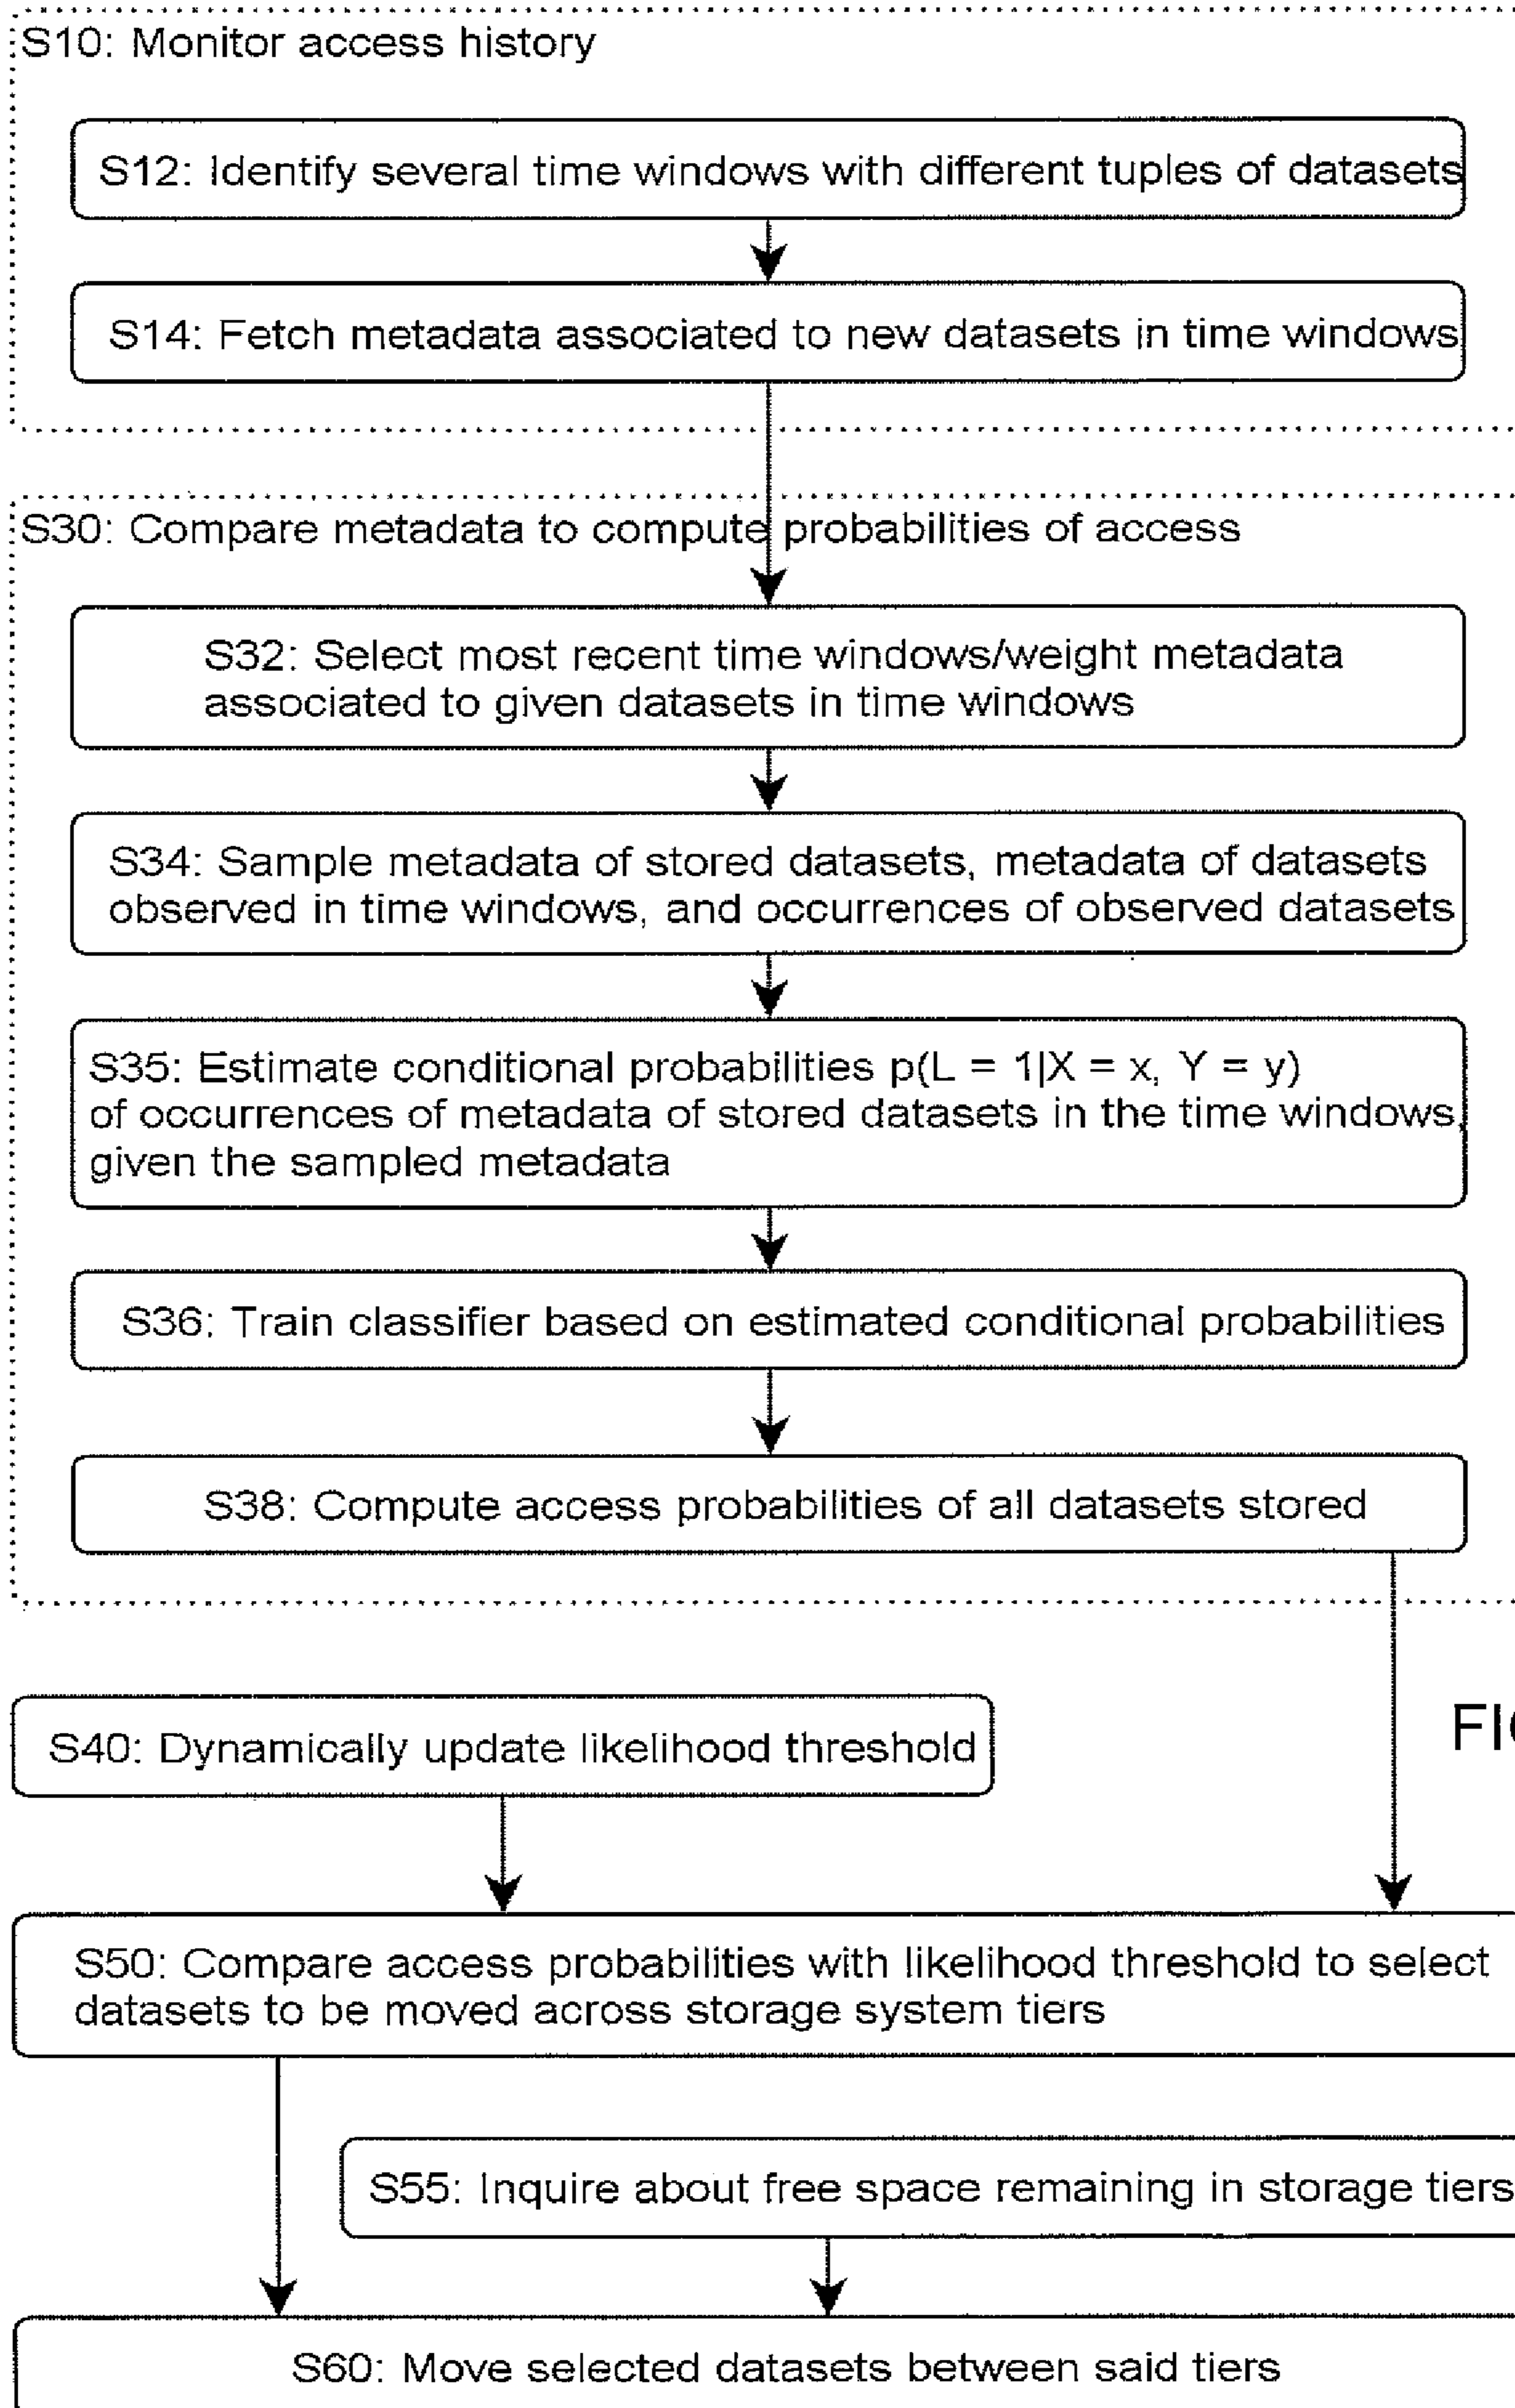 S10: Monitor access history
S12: Identify several time windows with different tuples of datasets
S14: Fetch metadata associated to new datasets in time windows
S30: Compare metadata to compute probabilities of access
S32: Select most recent time windows/weight metadata
associated to given datasets in time windows
S34: Sample metadata of stored datasets, metadata of datasets
observed in time windows, and occurrences of observed datasets
S35: Estimate conditional probabilities p(L = 1|X = x, Y = y)
of occurrences of metadata of stored datasets in the time windows,
given the sampled metadata
S36: Train classifier based on estimated conditional probabilities
S38: Compute access probabilities of all datasets stored
S40: Dynamically update likelihood threshold
S50: Compare access probabilities with likelihood threshold to select
datasets to be moved across storage system tiers
S55: Inquire about free space remaining in storage tiers
S60: Move selected datasets between said tiers